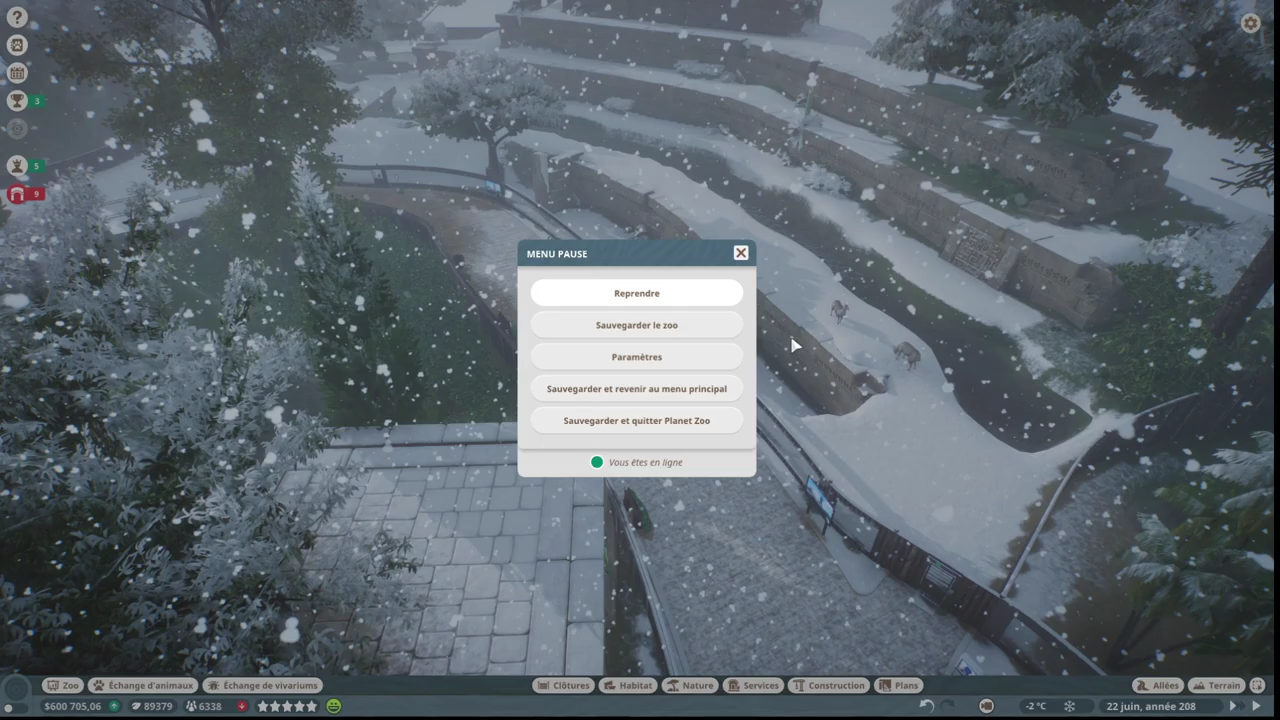 3
5
9
MENU PAUSE
Reprendre
Sauvegarder le zoo
Paramètres
Sauvegarder et revenir au menu principal
Sauvegarder et quitter Planet Zoo
Vous êtes en ligne
Zoo
Échange d'animaux
Échange de vivariums
Clôtures
Habitat
Nature
Services
Construction
Plans
Allées
Terrain
$600 705,06
89379
6338
-2 °C
22 juin, année 208